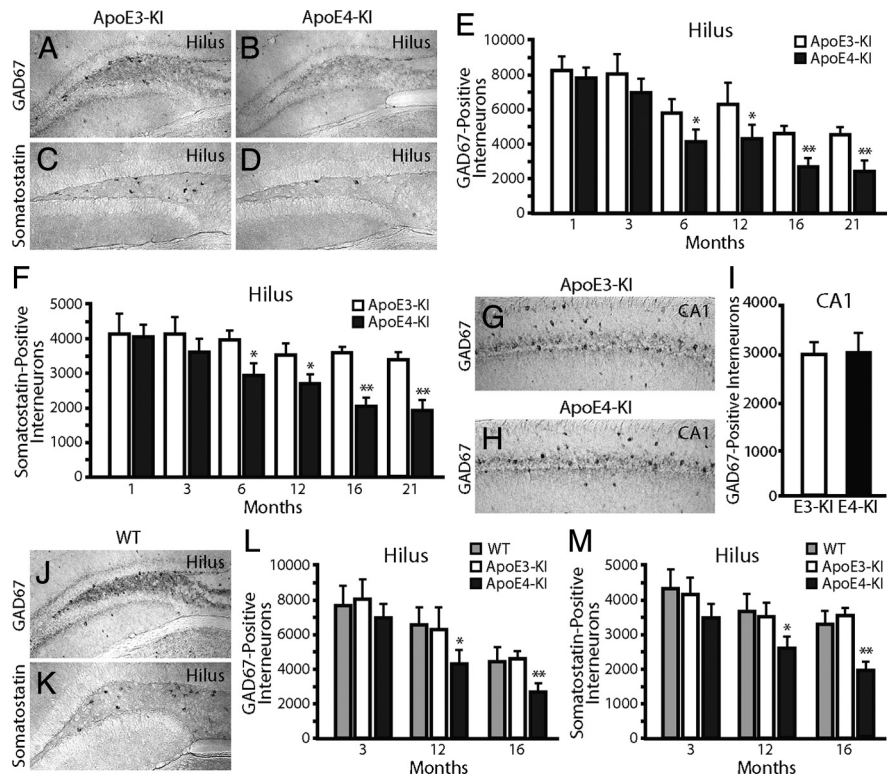 ApoE3-KI
ApoE4-KI
A
Hilus
B
Hilus
GAD67
C
Hilus
D
Hilus
Somatostatin
E
Hilus
ApoE3-KI
ApoE4-KI
GAD67-Positive
Interneurons
10000
8000
6000
4000
2000
0
*
*
**
**
1 3 6 12 16 21
Months
F
Hilus
ApoE3-KI
ApoE4-KI
Somatostatin-Positive
Interneurons
5000
4000
3000
2000
1000
0
*
*
**
**
1 3 6 12 16 21
Months
ApoE3-KI
G
CA1
GAD67
ApoE4-KI
H
CA1
GAD67
I
CA1
GAD67-Positive Interneurons
4000
3000
2000
1000
0
E3-KI E4-KI
WT
J
Hilus
GAD67
K
Hilus
Somatostatin
L
Hilus
WT
ApoE3-KI
ApoE4-KI
GAD67-Positive
Interneurons
10000
8000
6000
4000
2000
0
*
**
3 12 16
Months
M
Hilus
WT
ApoE3-KI
ApoE4-KI
Somatostatin-Positive
Interneurons
5000
4000
3000
2000
1000
0
*
**
3 12 16
Months